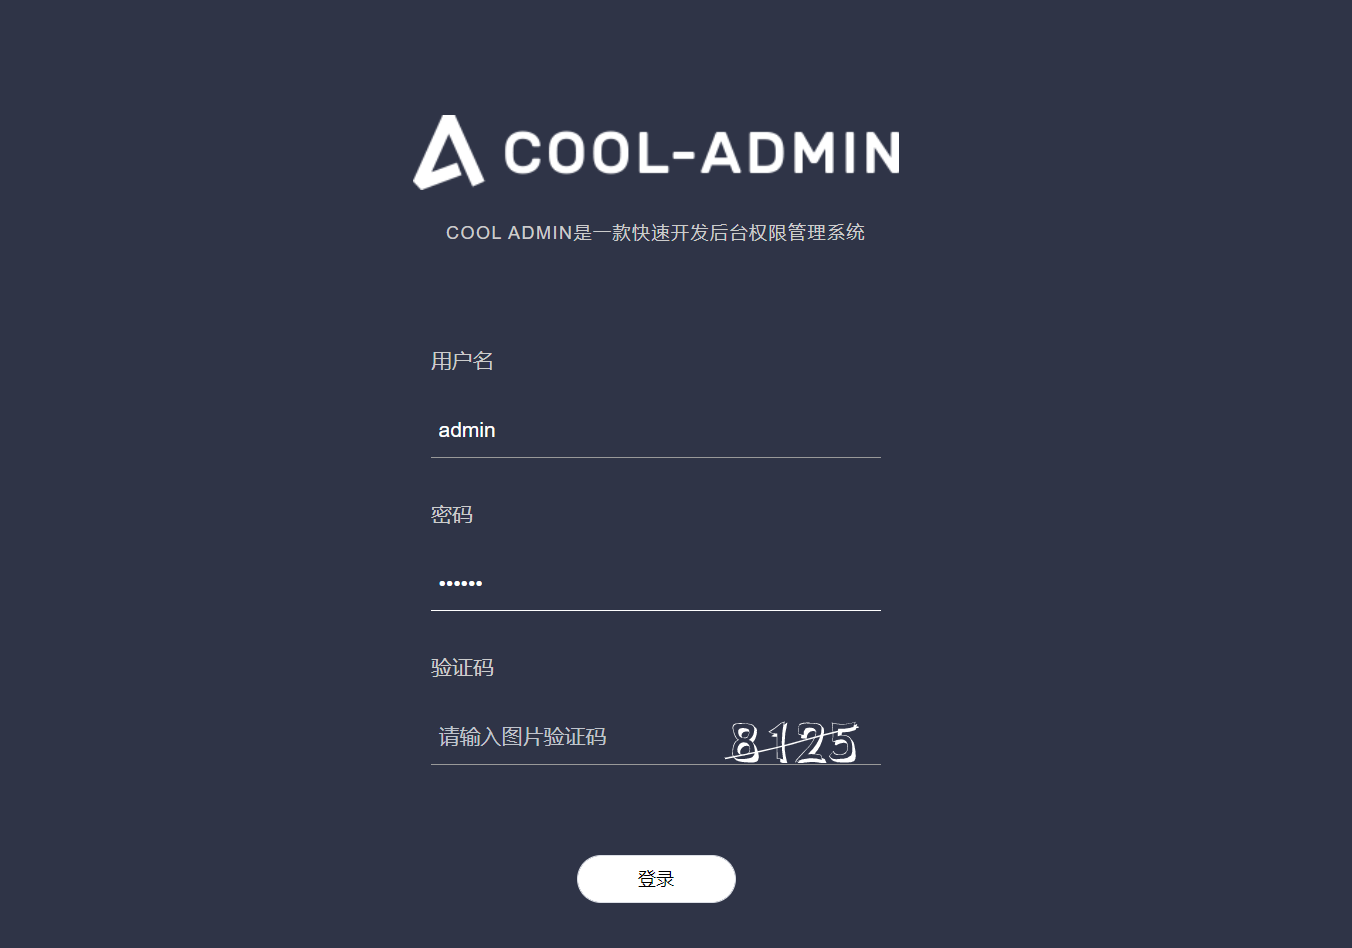 COOL-ADMIN
COOL ADMIN是一款快速开发后台权限管理系统
用户名
admin
密码
••••••
验证码
请输入图片验证码 8125
登录